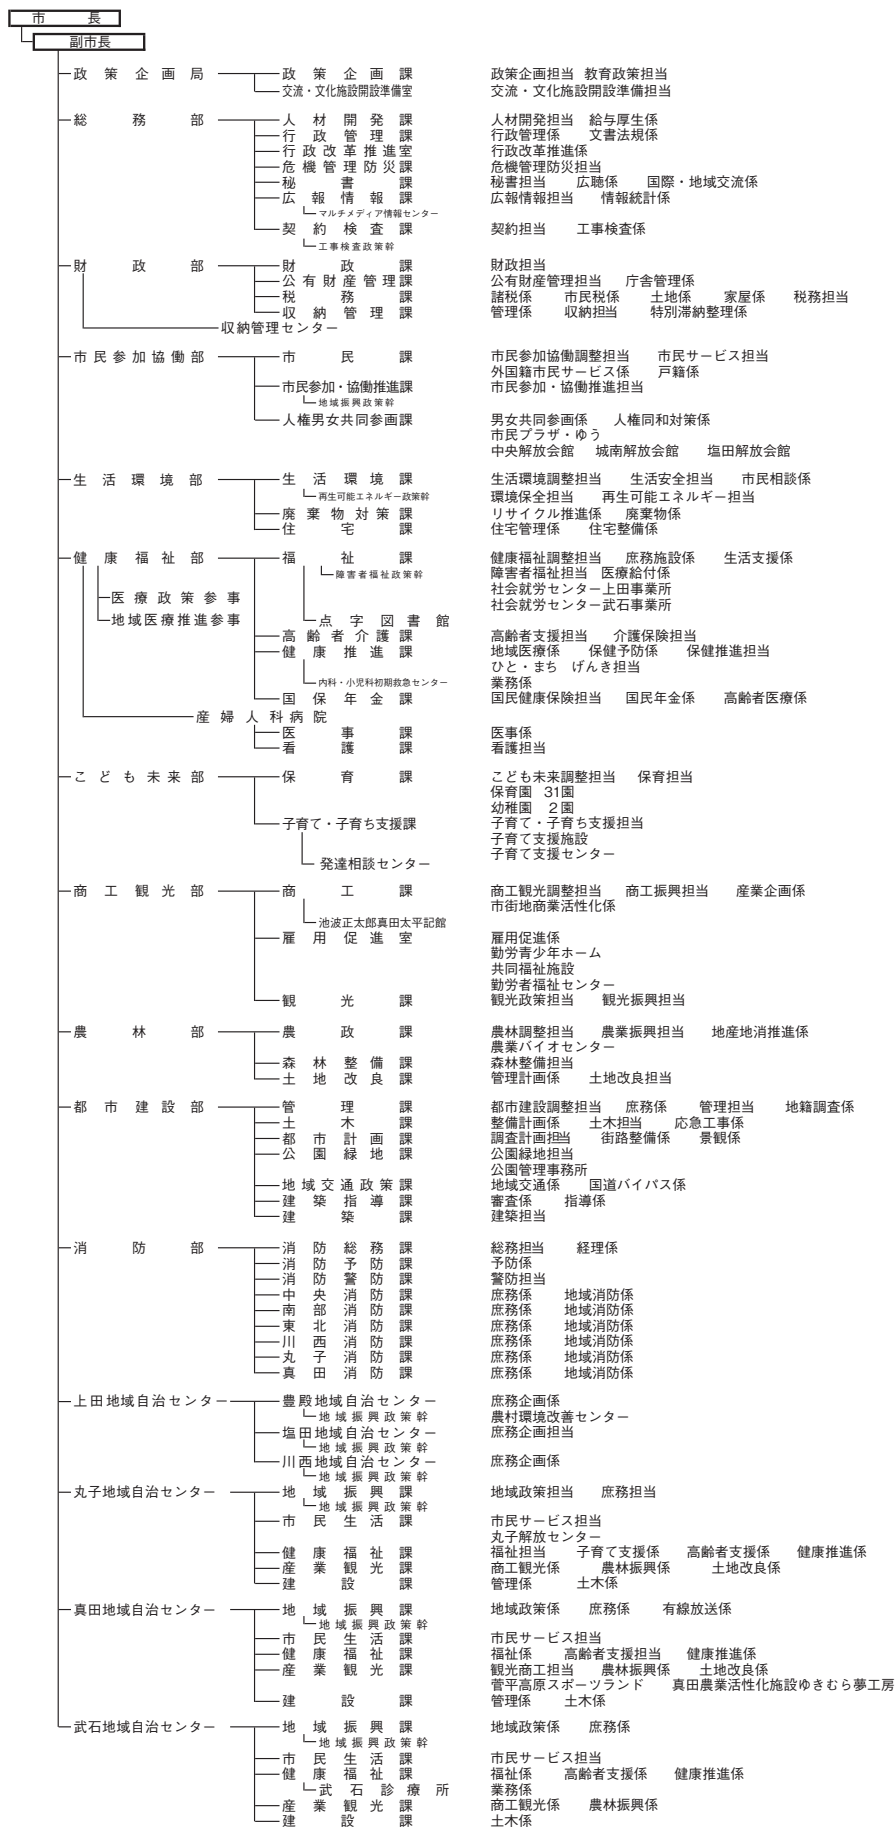 市長
副市長
政策企画局 政策企画課 政策企画担当 教育政策担当
交流・文化施設開設準備室 交流・文化施設開設準備担当
総務部 人材開発課 人材開発担当 給与厚生係
行政管理課 行政管理係 文書法規係
行政改革推進室 行政改革推進係
危機管理防災課 危機管理防災担当
秘書課 秘書担当 広聴係 国際・地域交流係
広報情報課 広報情報担当 情報統計係
マルチメディア情報センター
契約検査課 契約担当 工事検査係
工事検査政策幹
財政部 財政課 財政担当
公有財産管理課 公有財産管理担当 庁舎管理係
税務課 諸税係 市民税係 土地係 家屋係 税務担当
収納管理課 管理係 収納担当 特別滞納整理係
収納管理センター
市民参加協働部 市民課 市民参加協働調整担当 市民サービス担当
外国籍市民サービス係 戸籍係
市民参加・協働推進課 市民参加・協働推進担当
地域振興政策幹
人権男女共同参画課 男女共同参画係 人権同和対策係
市民プラザ・ゆう
中央解放会館 城南解放会館 塩田解放会館
生活環境部 生活環境課 生活環境調整担当 生活安全担当 市民相談係
再生可能エネルギー政策幹 環境保全担当 再生可能エネルギー担当
廃棄物対策課 リサイクル推進係 廃棄物係
住宅課 住宅管理係 住宅整備係
健康福祉部 福祉課 健康福祉調整担当 庶務施設係 生活支援係
障害者福祉政策幹 障害者福祉担当 医療給付係
医療政策参事 社会就労センター上田事業所
社会就労センター武石事業所
地域医療推進参事 点字図書館
高齢者介護課 高齢者支援担当 介護保険担当
健康推進課 地域医療係 保健予防係 保健推進担当
ひと・まち げんき担当
内科・小児科初期救急センター 業務係
国保年金課 国民健康保険担当 国民年金係 高齢者医療係
産婦人科病院
医事課 医事係
看護課 看護担当
こども未来部 保育課 こども未来調整担当 保育担当
保育園 31園
幼稚園 2園
子育て・子育ち支援課 子育て・子育ち支援担当
子育て支援施設
子育て支援センター
発達相談センター
商工観光部 商工課 商工観光調整担当 商工振興担当 産業企画係
市街地商業活性化係
池波正太郎真田太平記館
雇用促進室 雇用促進係
勤労青少年ホーム
共同福祉施設
勤労者福祉センター
観光課 観光政策担当 観光振興担当
農林部 農政課 農林調整担当 農業振興担当 地産地消推進係
農業バイオセンター
森林整備課 森林整備担当
土地改良課 管理計画係 土地改良担当
都市建設部 管理課 都市建設調整担当 庶務係 管理担当 地籍調査係
土木課 整備計画係 土木担当 応急工事係
都市計画課 調査計画担当 街路整備係 景観係
公園緑地課 公園緑地担当
公園管理事務所
地域交通政策課 地域交通係 国道バイパス係
建築指導課 審査係 指導係
建築課 建築担当
消防部 消防総務課 総務担当 経理係
消防予防課 予防係
消防警防課 警防担当
中央消防課 庶務係 地域消防係
南部消防課 庶務係 地域消防係
東北消防課 庶務係 地域消防係
川西消防課 庶務係 地域消防係
丸子消防課 庶務係 地域消防係
真田消防課 庶務係 地域消防係
上田地域自治センター 豊殿地域自治センター 庶務企画係
地域振興政策幹 農村環境改善センター
塩田地域自治センター 庶務企画担当
地域振興政策幹
川西地域自治センター 庶務企画係
地域振興政策幹
丸子地域自治センター 地域振興課 地域政策担当 庶務担当
地域振興政策幹
市民生活課 市民サービス担当
丸子解放センター
健康福祉課 福祉担当 子育て支援係 高齢者支援係 健康推進係
産業観光課 商工観光係 農林振興係 土地改良係
建設課 管理係 土木係
真田地域自治センター 地域振興課 地域政策係 庶務係 有線放送係
地域振興政策幹
市民生活課 市民サービス担当
健康福祉課 福祉係 高齢者支援担当 健康推進係
産業観光課 観光商工担当 農林振興係 土地改良係
菅平高原スポーツランド 真田農業活性化施設ゆきむら夢工房
建設課 管理係 土木係
武石地域自治センター 地域振興課 地域政策係 庶務係
地域振興政策幹
市民生活課 市民サービス担当
健康福祉課 福祉係 高齢者支援係 健康推進係
武石診療所 業務係
産業観光課 商工観光係 農林振興係
建設課 土木係